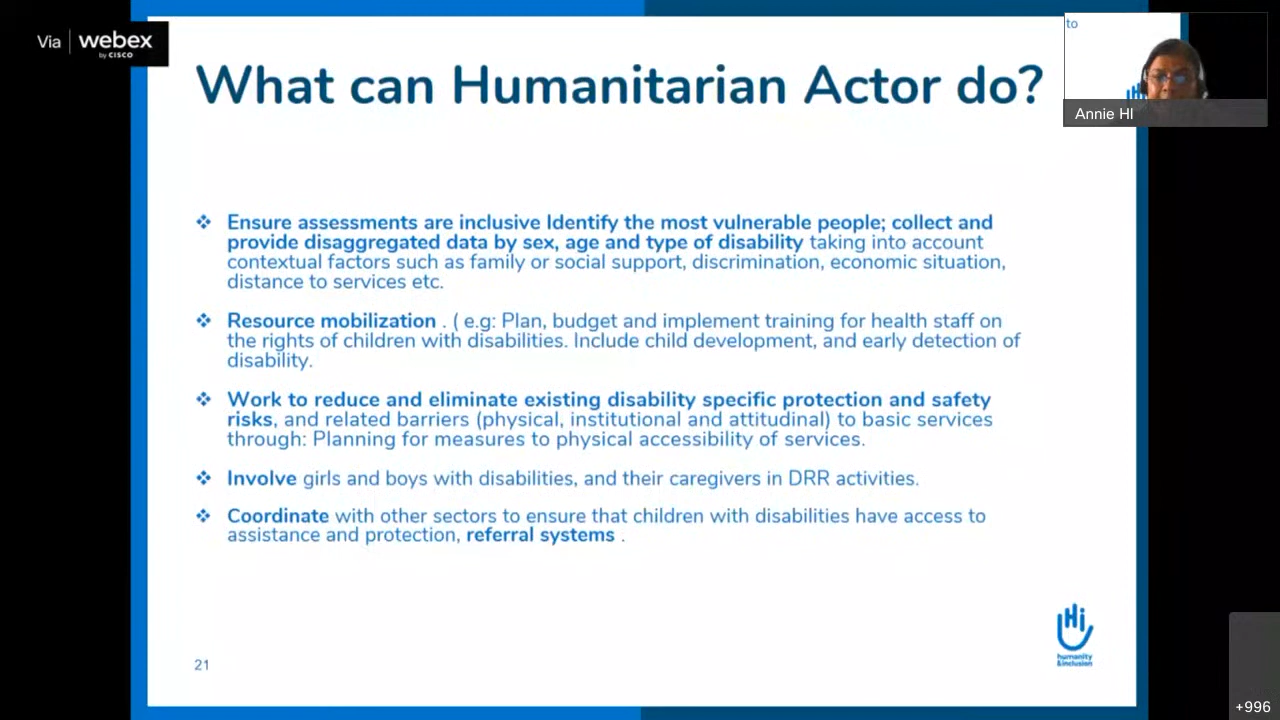 Via webex
by CISCO
to
What can Humanitarian Actor do?
Annie HI
❖ Ensure assessments are inclusive Identify the most vulnerable people; collect and
provide disaggregated data by sex, age and type of disability taking into account
contextual factors such as family or social support, discrimination, economic situation,
distance to services etc.
❖ Resource mobilization . ( e.g: Plan, budget and implement training for health staff on
the rights of children with disabilities. Include child development, and early detection of
disability.
❖ Work to reduce and eliminate existing disability specific protection and safety
risks, and related barriers (physical, institutional and attitudinal) to basic services
through: Planning for measures to physical accessibility of services.
❖ Involve girls and boys with disabilities, and their caregivers in DRR activities.
❖ Coordinate with other sectors to ensure that children with disabilities have access to
assistance and protection, referral systems .
Hi
humanity
&inclusion
21
+996